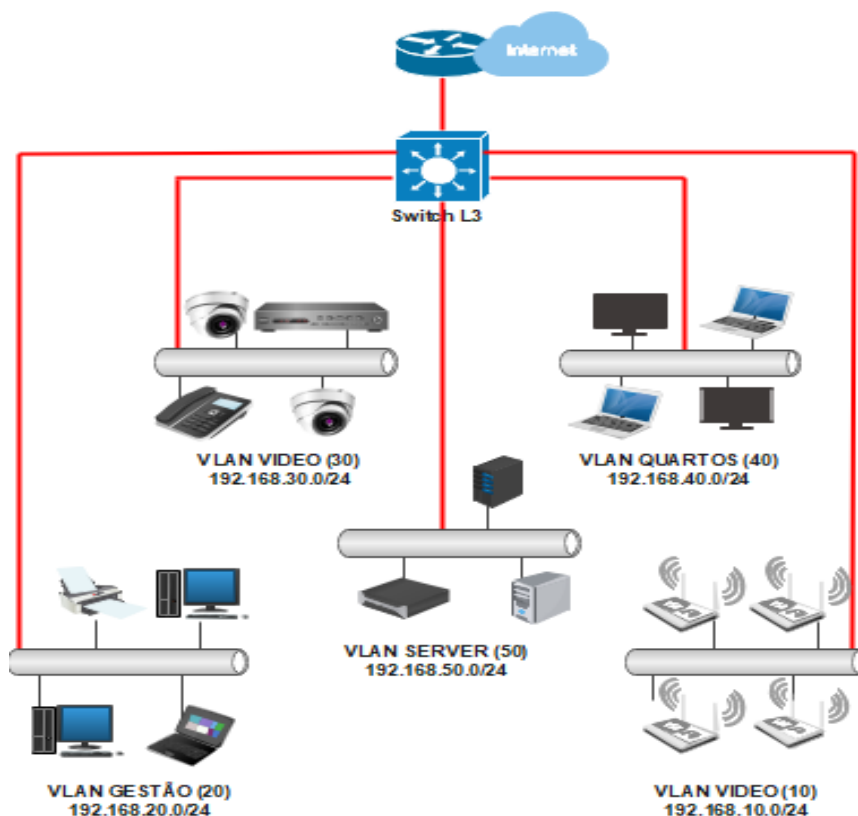 Internet
Switch L3
VLAN VIDEO (30)
192.168.30.0/24
VLAN QUARTOS (40)
192.168.40.0/24
VLAN SERVER (50)
192.168.50.0/24
VLAN GESTÃO (20)
192.168.20.0/24
VLAN VIDEO (10)
192.168.10.0/24